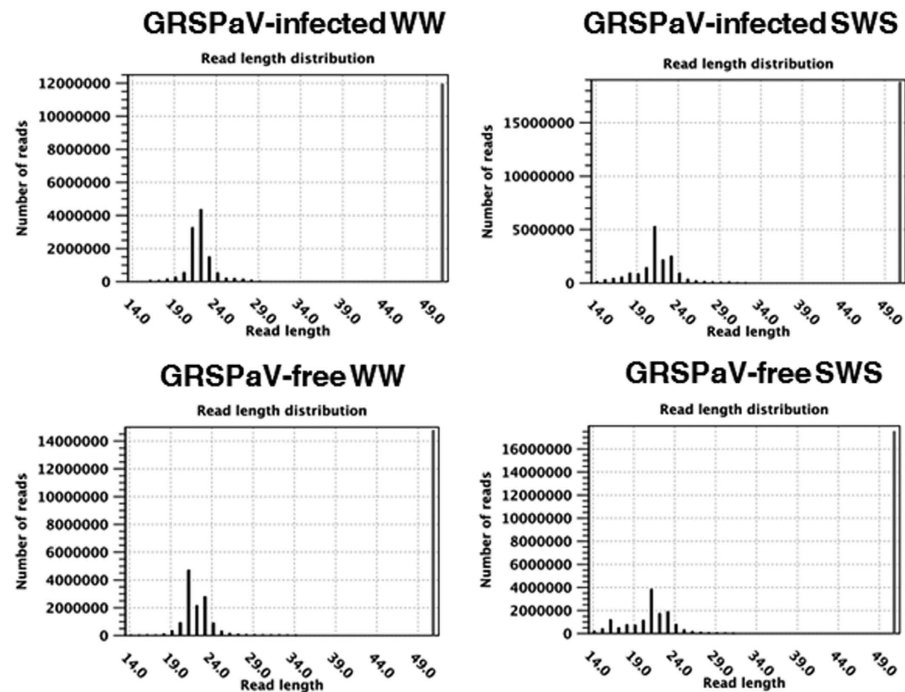 GRSPaV-infected WW
Read length distribution
Number of reads
12000000
10000000
8000000
6000000
4000000
2000000
0
14.0 19.0 24.0 29.0 34.0 39.0 44.0 49.0
Read length
GRSPaV-infected SWS
Read length distribution
Number of reads
15000000
10000000
5000000
0
14.0 19.0 24.0 29.0 34.0 39.0 44.0 49.0
Read length
GRSPaV-free WW
Read length distribution
Number of reads
14000000
12000000
10000000
8000000
6000000
4000000
2000000
0
14.0 19.0 24.0 29.0 34.0 39.0 44.0 49.0
Read length
GRSPaV-free SWS
Read length distribution
Number of reads
16000000
14000000
12000000
10000000
8000000
6000000
4000000
2000000
0
14.0 19.0 24.0 29.0 34.0 39.0 44.0 49.0
Read length